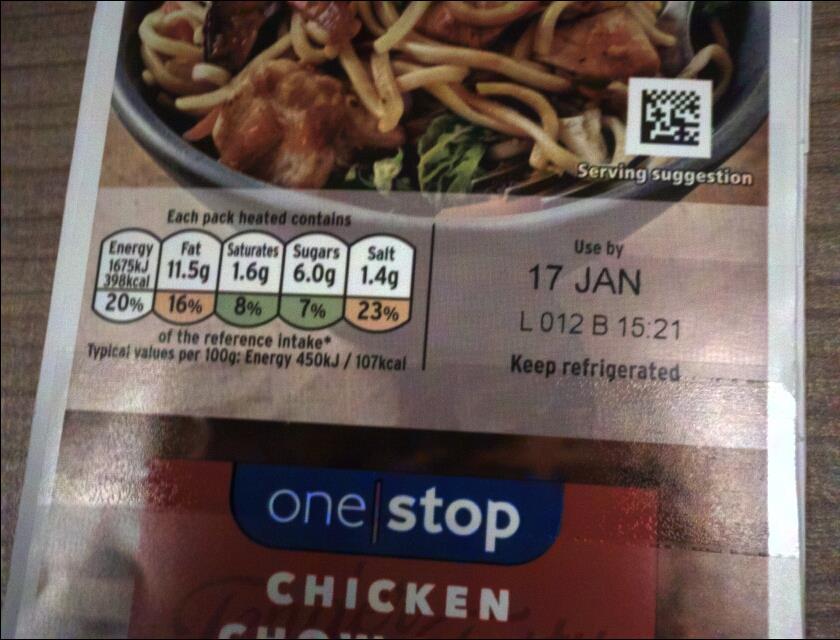 Serving suggestion
Each pack heated contains
Energy
1675kJ
398kcal
20%
Fat
11.5g
16%
Saturates
1.6g
8%
Sugars
6.0g
7%
Salt
1.4g
23%
of the reference intake*
Typical values per 100g: Energy 450kJ / 107kcal
Use by
17 JAN
L 012 B 15:21
Keep refrigerated
one|stop
CHICKEN